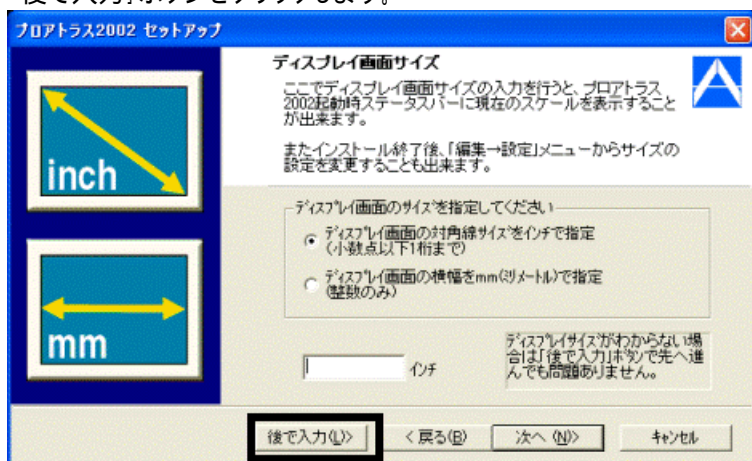 後で入力」ボタンをクリックします。
プロアトラス2002 セットアップ
ディスプレイ画面サイズ
ここでディスプレイ画面サイズの入力を行うと、プロアトラス
2002起動時ステータスバーに現在のスケールを表示すること
が出来ます。
またインストール終了後、「編集→設定」メニューからサイズの
設定を変更することも出来ます。
inch
mm
ディスプレイ画面のサイズを指定してください
ディスプレイ画面の対角線サイズをインチで指定
(小数点以下1桁まで)
ディスプレイ画面の横幅をmm(ミリメートル)で指定
(整数のみ)
インチ
ディスプレイサイズがわからない場
合は「後で入力」ボタンで先へ進
んでも問題ありません。
後で入力(L)> < 戻る(B) 次へ (N)> キャンセル